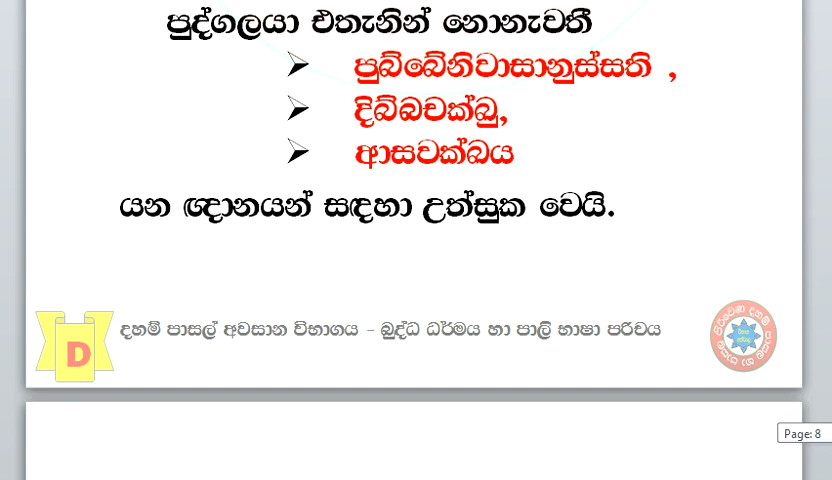 පුද්ගලයා එතැනින් නොනැවතී
➢ පුබ්බේනිවාසානුස්සති ,
➢ දිබ්බචක්ඛු,
➢ ආසවක්ඛය
යන ඥානයන් සඳහා උත්සුක වෙයි.
D
දහම් පාසල් අවසාන විභාගය - බුද්ධ ධර්මය හා පාලි භාෂා පරිචය
Page: 8